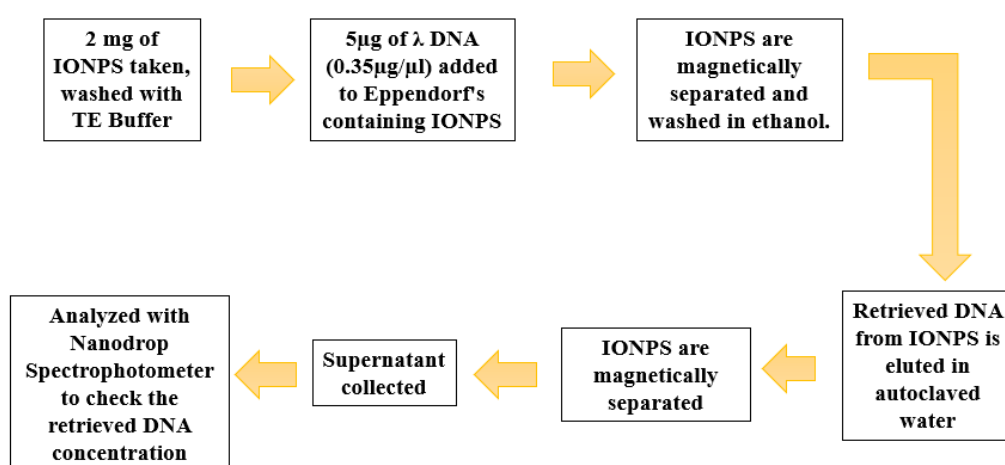 2 mg of
IONPS taken,
washed with
TE Buffer
5µg of λ DNA
(0.35µg/µl) added
to Eppendorf's
containing IONPS
IONPS are
magnetically
separated and
washed in ethanol.
Retrieved DNA
from IONPS is
eluted in
autoclaved
water
IONPS are
magnetically
separated
Supernatant
collected
Analyzed with
Nanodrop
Spectrophotometer
to check the
retrieved DNA
concentration